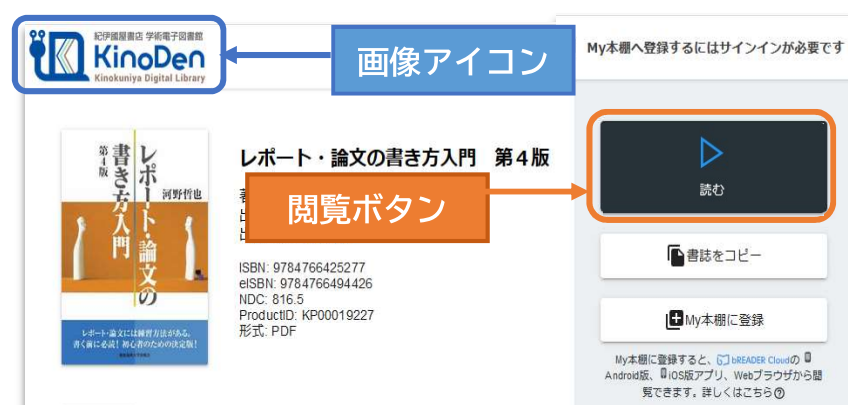 紀伊國屋書店 学術電子図書館
KinoDen
Kinokuniya Digital Library
画像アイコン
My本棚へ登録するにはサインインが必要です
レポート・論文の
書き方入門
第4版
河野哲也
レポート・論文には練習方法がある。
書く前に必読！初心者のための決定版！
レポート・論文の書き方入門　第4版
閲覧ボタン
ISBN: 9784766425277
eISBN: 9784766494426
NDC: 816.5
ProductID: KP00019227
形式: PDF
読む
書誌をコピー
My本棚に登録
My本棚に登録すると、bREADER Cloudの
Android版、iOS版アプリ、Webブラウザから閲
覧できます。詳しくはこちら?